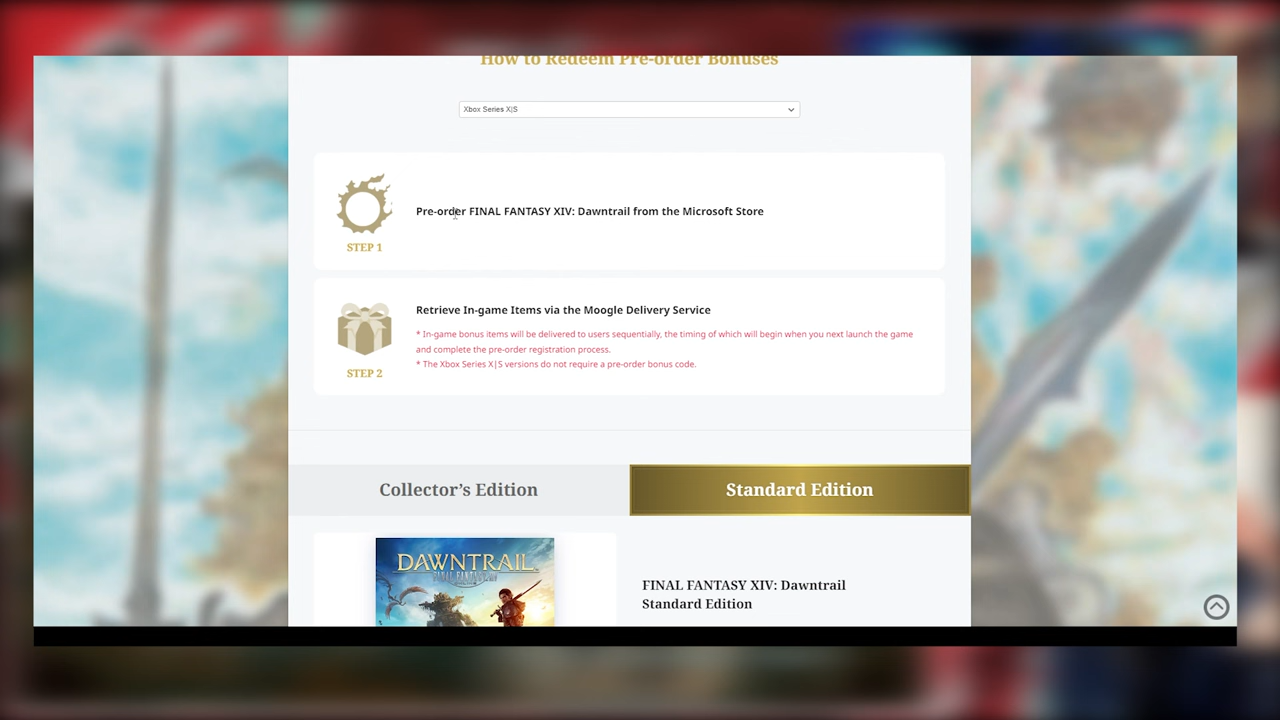 How to Redeem Pre-order Bonuses
Xbox Series X|S
Pre-order FINAL FANTASY XIV: Dawntrail from the Microsoft Store
STEP 1
Retrieve In-game Items via the Moogle Delivery Service
* In-game bonus items will be delivered to users sequentially, the timing of which will begin when you next launch the game
and complete the pre-order registration process.
* The Xbox Series X|S versions do not require a pre-order bonus code.
STEP 2
Collector’s Edition
Standard Edition
DAWNTRAIL
FINAL FANTASY XIV
FINAL FANTASY XIV: Dawntrail
Standard Edition